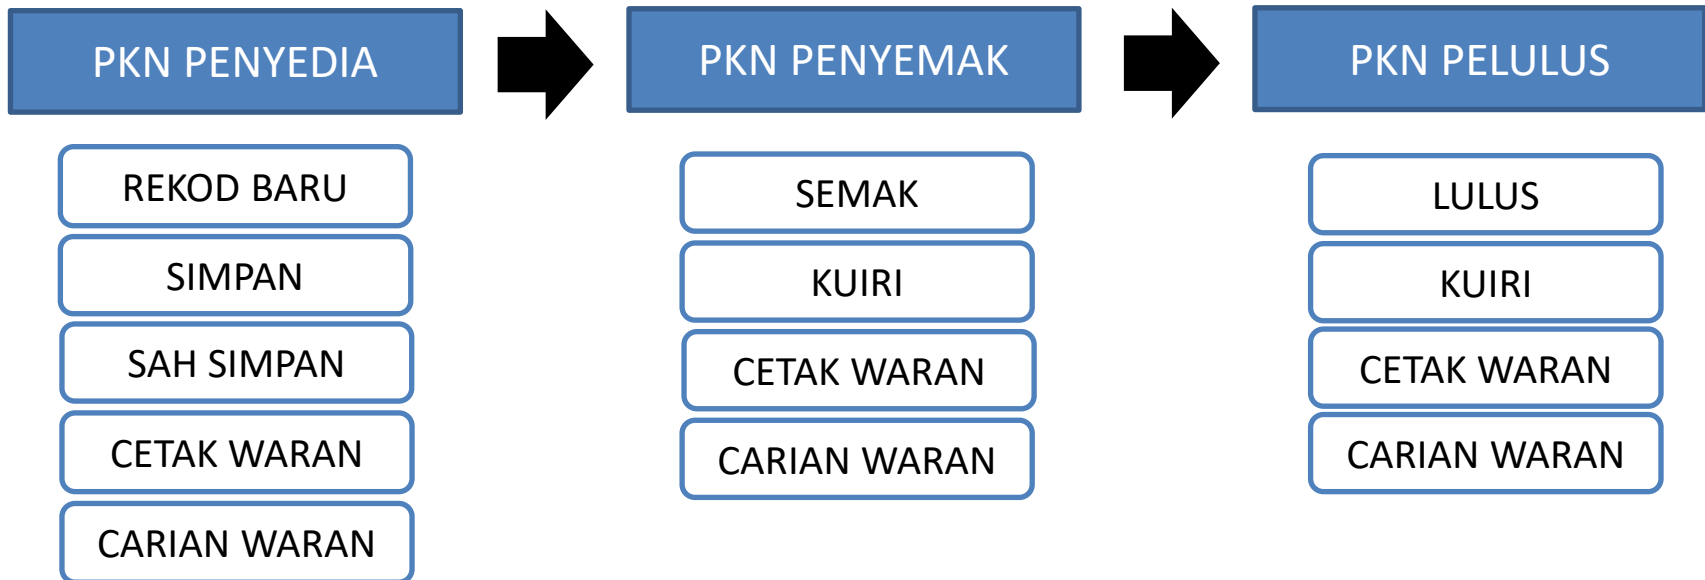 PKN PENYEDIA
REKOD BARU
SIMPAN
SAH SIMPAN
CETAK WARAN
CARIAN WARAN
PKN PENYEMAK
SEMAK
KUIRI
CETAK WARAN
CARIAN WARAN
PKN PELULUS
LULUS
KUIRI
CETAK WARAN
CARIAN WARAN